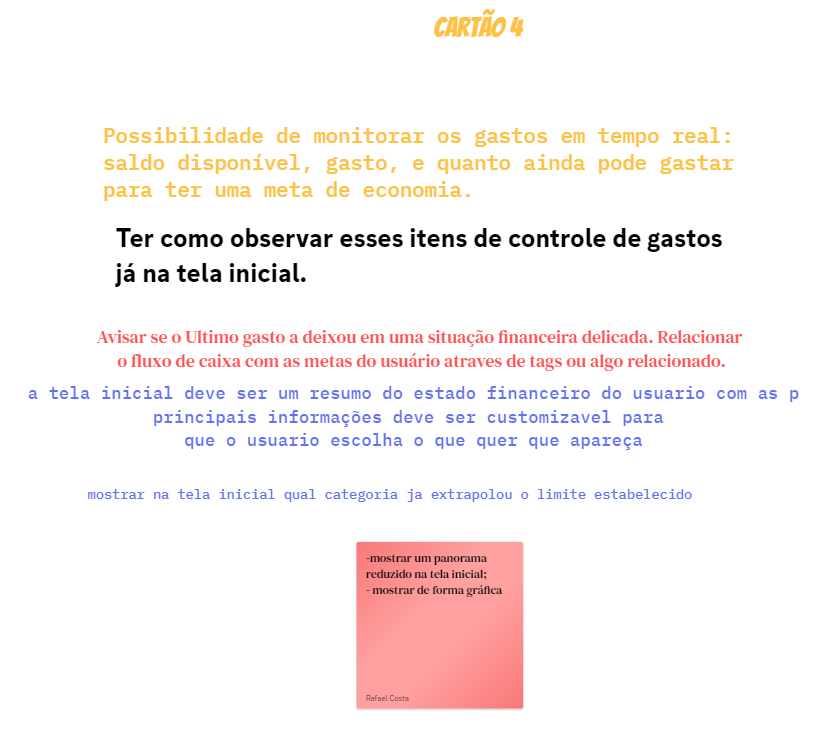 CARTÃO 4
Possibilidade de monitorar os gastos em tempo real:
saldo disponível, gasto, e quanto ainda pode gastar
para ter uma meta de economia.
Ter como observar esses itens de controle de gastos
já na tela inicial.
Avisar se o Ultimo gasto a deixou em uma situação financeira delicada. Relacionar
o fluxo de caixa com as metas do usuário atraves de tags ou algo relacionado.
a tela inicial deve ser um resumo do estado financeiro do usuario com as p
principais informações deve ser customizavel para
que o usuario escolha o que quer que apareça
mostrar na tela inicial qual categoria ja extrapolou o limite estabelecido
-mostrar um panorama
reduzido na tela inicial;
- mostrar de forma gráfica
Rafael Costa